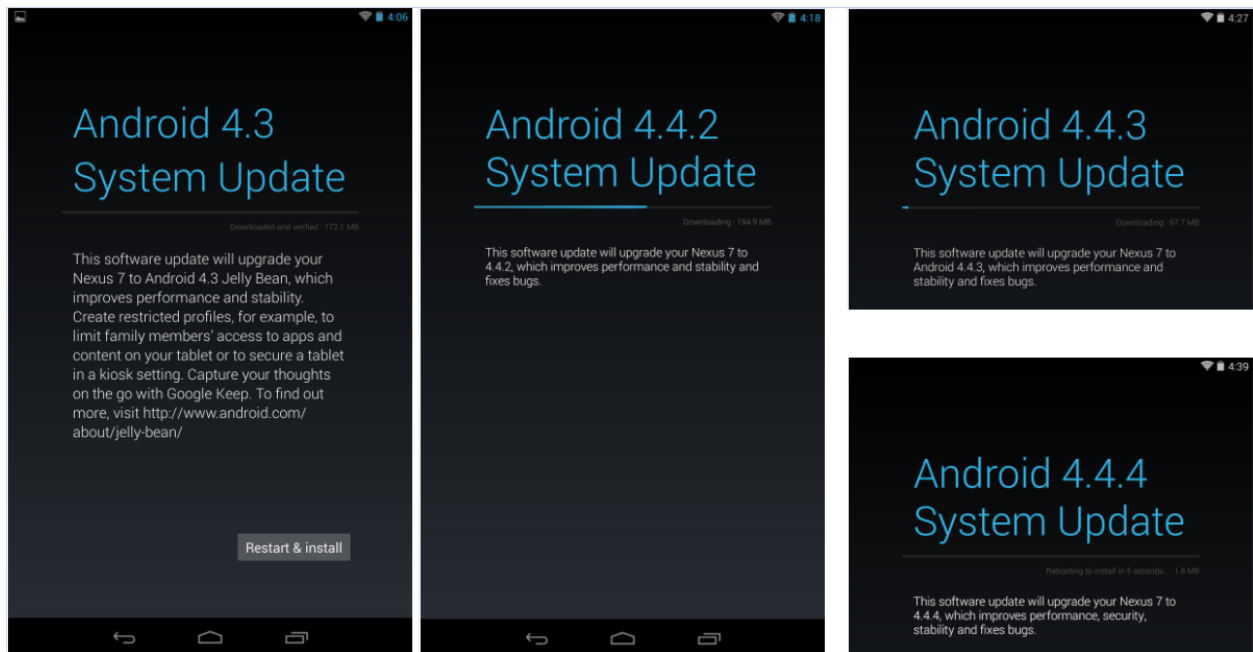 4:06
Android 4.3
System Update
Downloaded and verified · 172.1 MB
This software update will upgrade your
Nexus 7 to Android 4.3 Jelly Bean, which
improves performance and stability.
Create restricted profiles, for example, to
limit family members' access to apps and
content on your tablet or to secure a tablet
in a kiosk setting. Capture your thoughts
on the go with Google Keep. To find out
more, visit http://www.android.com/
about/jelly-bean/
Restart & install
4:18
Android 4.4.2
System Update
Downloading · 194.9 MB
This software update will upgrade your Nexus 7 to
4.4.2, which improves performance and stability and
fixes bugs.
4:27
Android 4.4.3
System Update
Downloading · 67.7 MB
This software update will upgrade your Nexus 7 to
Android 4.4.3, which improves performance and
stability and fixes bugs.
4:39
Android 4.4.4
System Update
Rebooting to install in 5 seconds.. · 1.8 MB
This software update will upgrade your Nexus 7 to
4.4.4, which improves performance, security,
stability and fixes bugs.